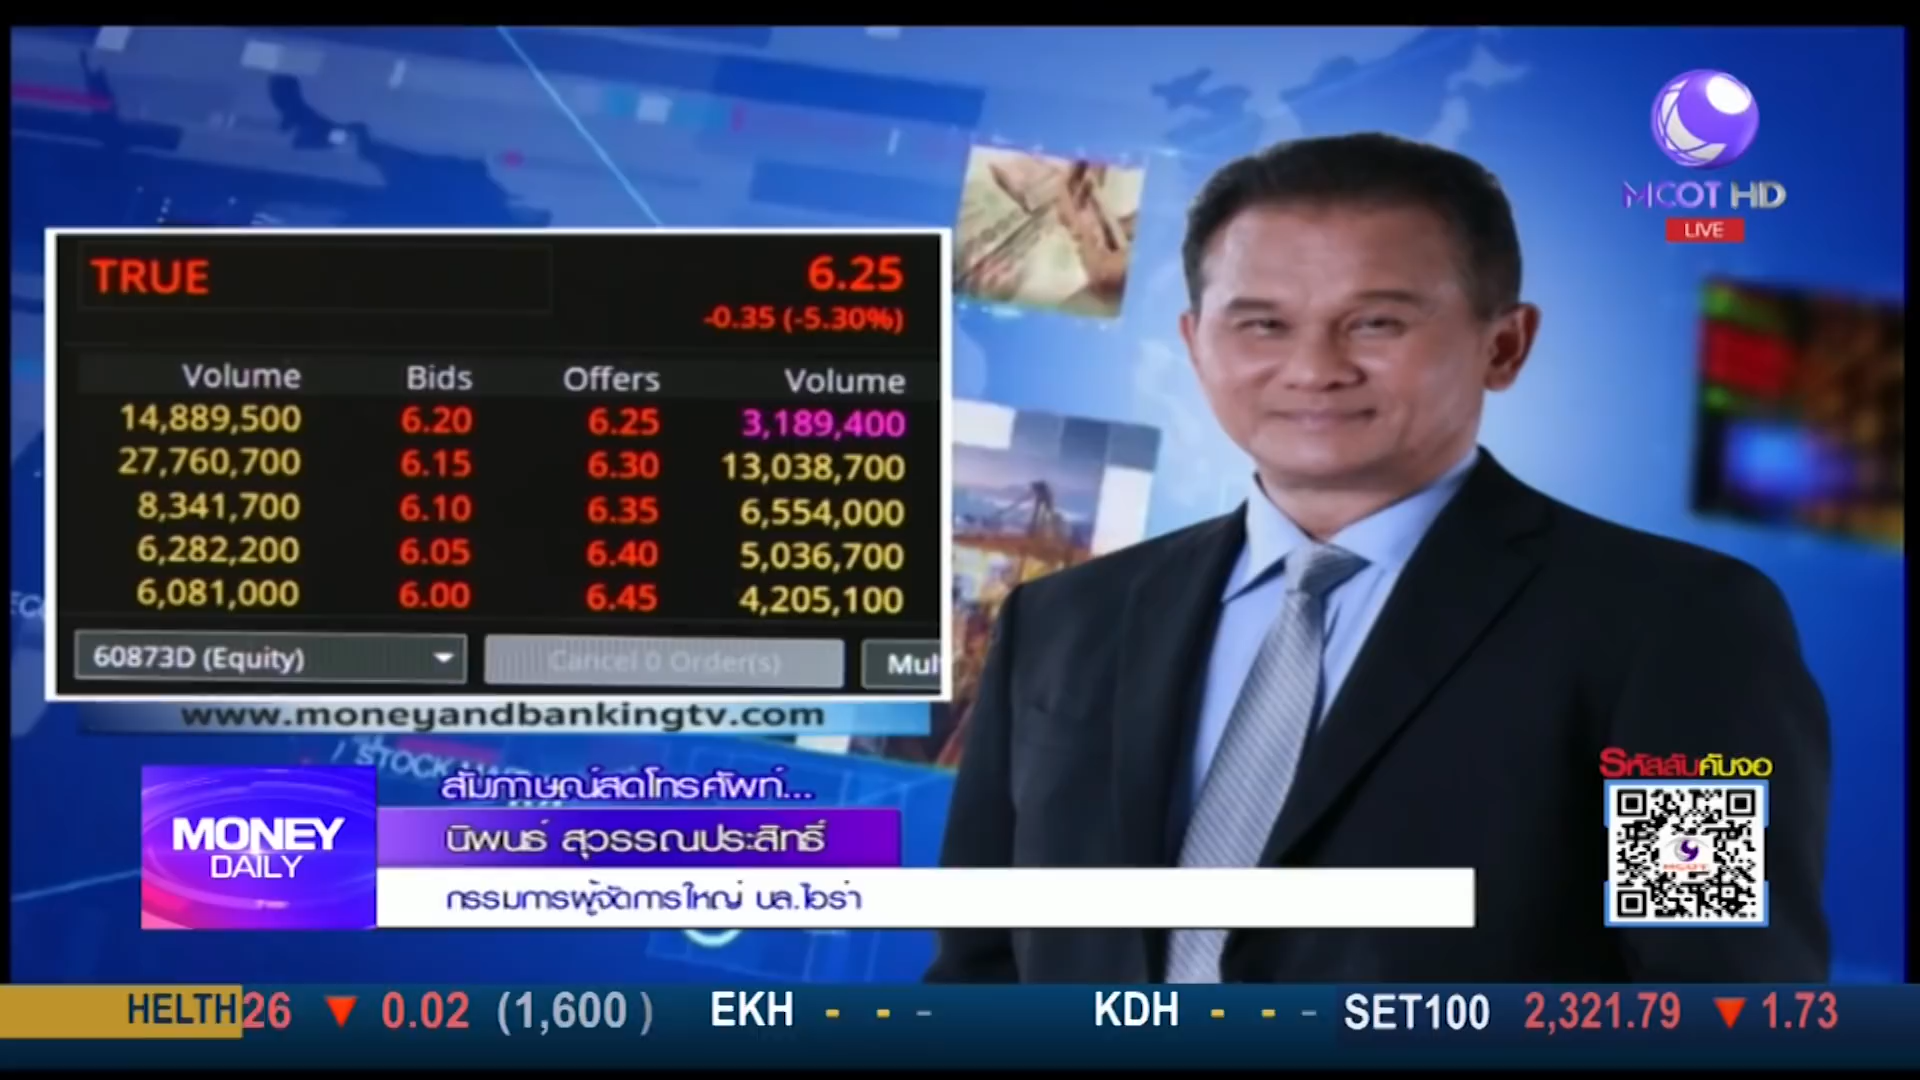 MCOT HD
LIVE
TRUE 6.25
-0.35 (-5.30%)
Volume Bids Offers Volume
14,889,500 6.20 6.25 3,189,400
27,760,700 6.15 6.30 13,038,700
8,341,700 6.10 6.35 6,554,000
6,282,200 6.05 6.40 5,036,700
6,081,000 6.00 6.45 4,205,100
60873D (Equity) Cancel 0 Order(s)
www.moneyandbankingtv.com
/ STOCK
สัมภาษณ์สดโทรศัพท์...
MONEY
DAILY
นิพนธ์ สุวรรณประสิทธิ์
กรรมการผู้จัดการใหญ่ บล.ไอร่า
รหัสลับคับจอ
HELTH 26 ▼ 0.02 (1,600 ) EKH - - - KDH - - - SET100 2,321.79 ▼ 1.73